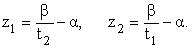 z₁ = β/t₂ − α,   z₂ = β/t₁ − α.